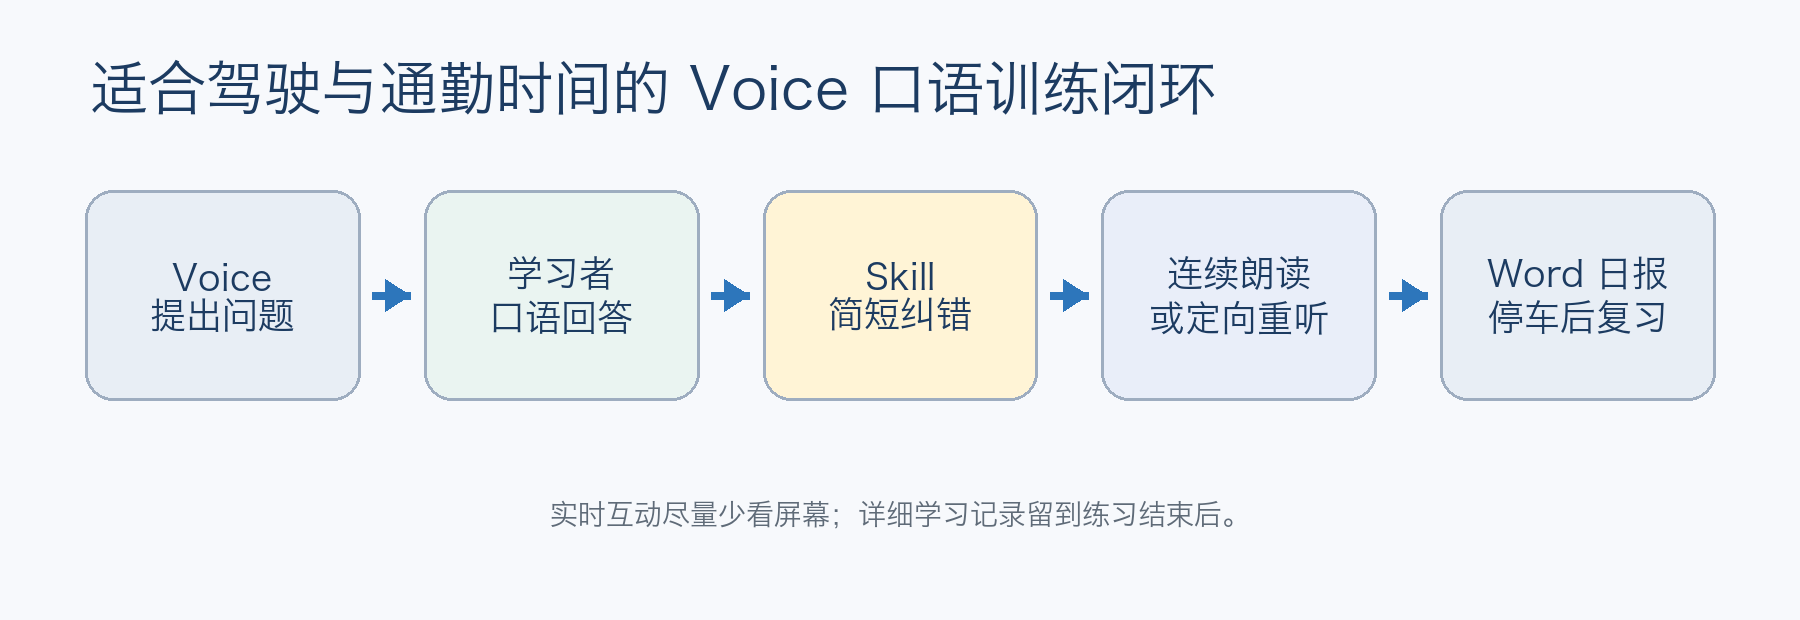 适合驾驶与通勤时间的 Voice 口语训练闭环
Voice
提出问题
学习者
口语回答
Skill
简短纠错
连续朗读
或定向重听
Word 日报
停车后复习
实时互动尽量少看屏幕；详细学习记录留到练习结束后。